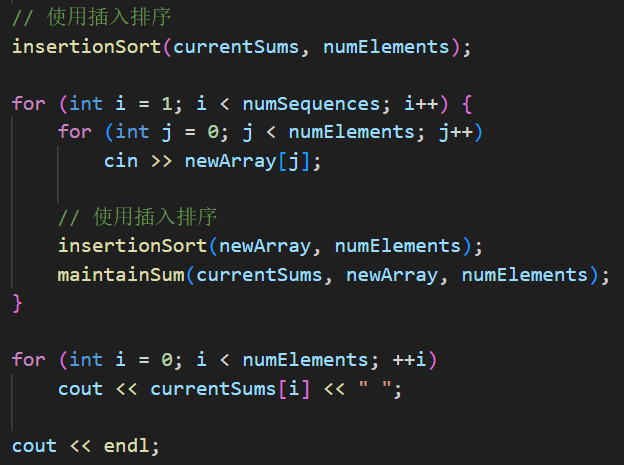 // 使用插入排序
insertionSort(currentSums, numElements);
for (int i = 1; i < numSequences; i++) {
for (int j = 0; j < numElements; j++)
cin >> newArray[j];
// 使用插入排序
insertionSort(newArray, numElements);
maintainSum(currentSums, newArray, numElements);
}
for (int i = 0; i < numElements; ++i)
cout << currentSums[i] << " ";
cout << endl;